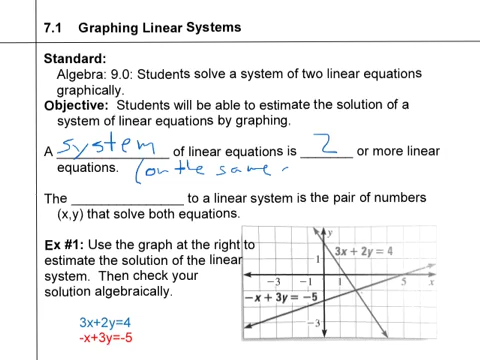 7.1 Graphing Linear Systems
Standard:
Algebra: 9.0: Students solve a system of two linear equations
graphically.
Objective: Students will be able to estimate the solution of a
system of linear equations by graphing.
A system of linear equations is 2 or more linear
equations. (on the same
The ____________ to a linear system is the pair of numbers
(x,y) that solve both equations.
Ex #1: Use the graph at the right to
estimate the solution of the linear
system. Then check your
solution algebraically.
3x+2y=4
-x+3y=-5
y
3x + 2y = 4
1
−3 −1 1 5 x
−x + 3y = −5
−3